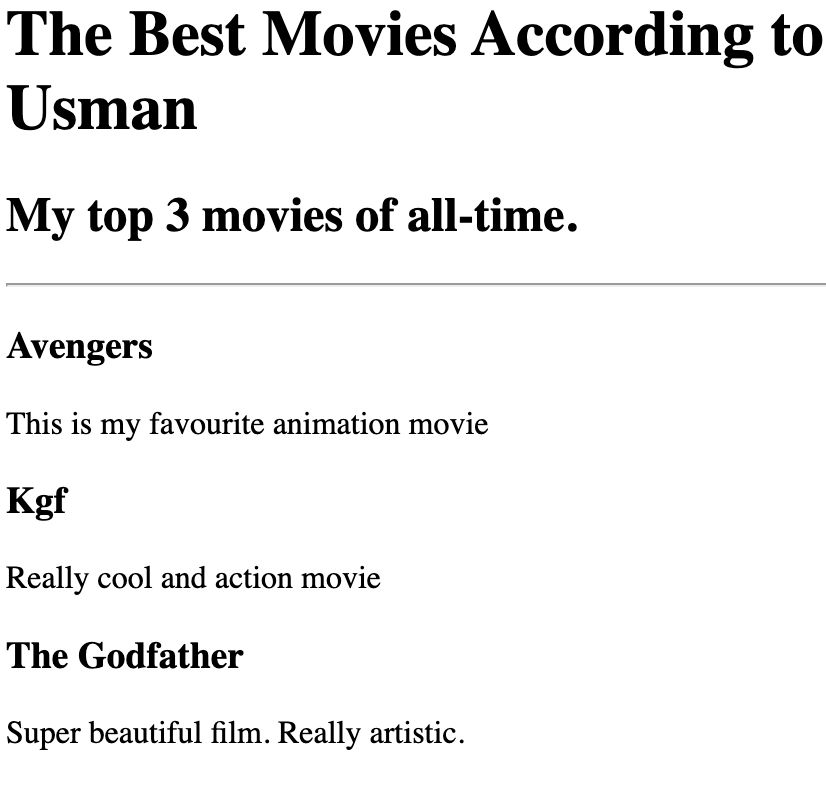 The Best Movies According to
Usman
My top 3 movies of all-time.
Avengers
This is my favourite animation movie
Kgf
Really cool and action movie
The Godfather
Super beautiful film. Really artistic.